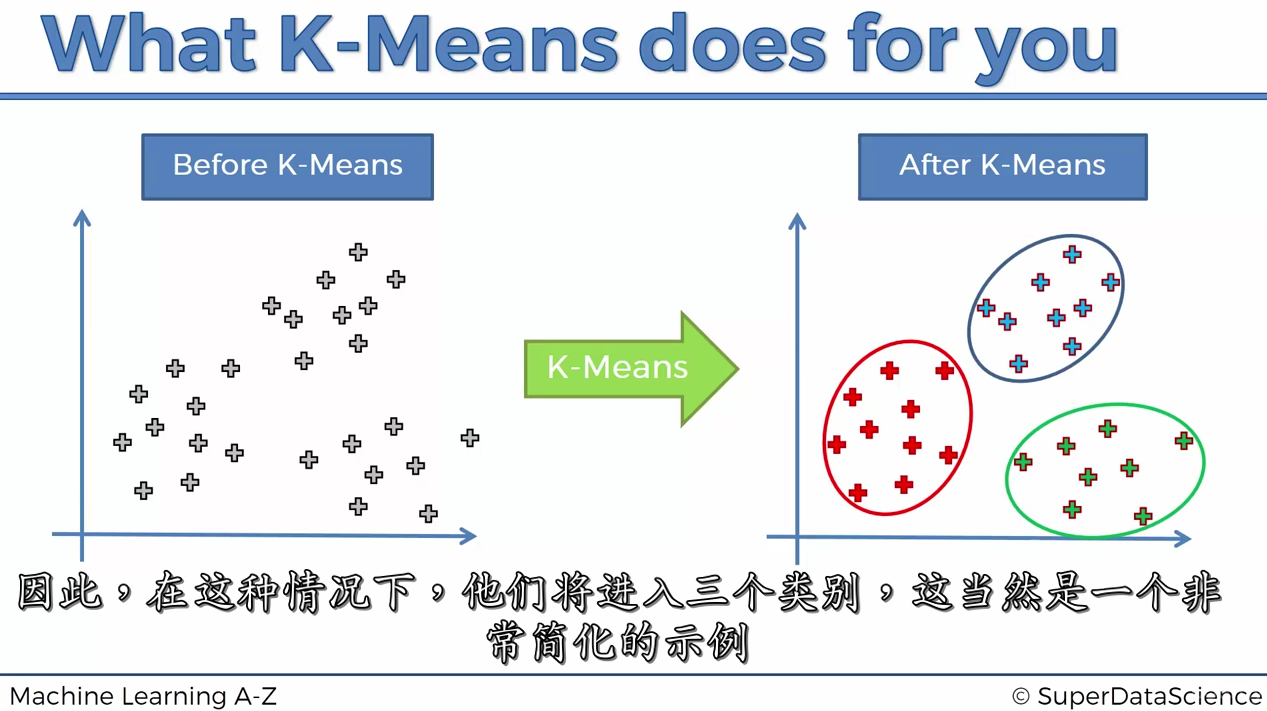 What K-Means does for you
Before K-Means
After K-Means
K-Means
因此，在这种情况下，他们将进入三个类别，这当然是一个非
常简化的示例
Machine Learning A-Z
© SuperDataScience